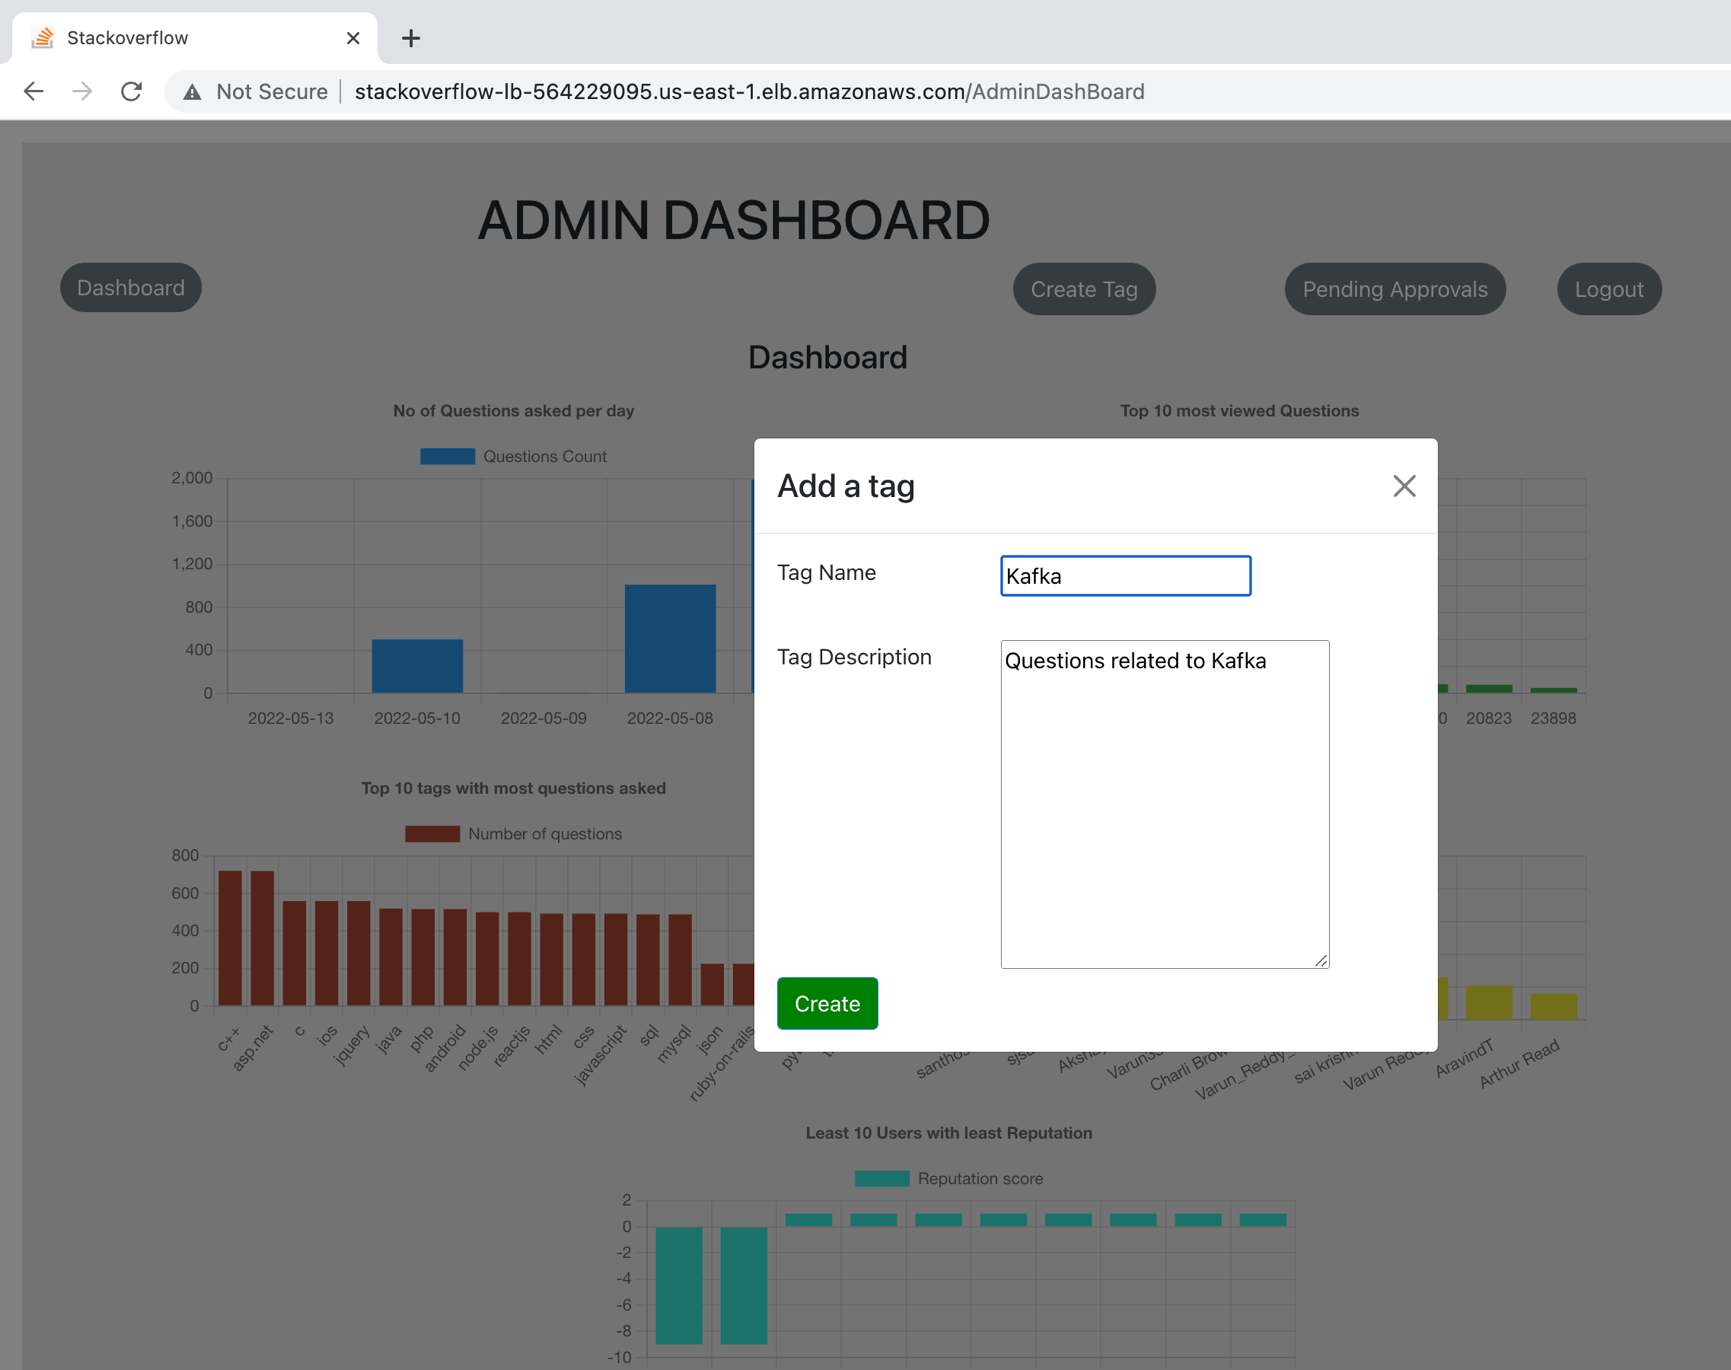 Stackoverflow
Not Secure
stackoverflow-lb-564229095.us-east-1.elb.amazonaws.com/AdminDashBoard
ADMIN DASHBOARD
Dashboard
Create Tag
Pending Approvals
Logout
Dashboard
No of Questions asked per day
Questions Count
2,000
1,600
1,200
800
400
0
2022-05-13
2022-05-10
2022-05-09
2022-05-08
Top 10 most viewed Questions
20823
23898
Add a tag
Tag Name
Kafka
Tag Description
Questions related to Kafka
Create
Top 10 tags with most questions asked
Number of questions
800
600
400
200
0
c++
asp.net
c
ios
jquery
java
php
android
node.js
reactjs
html
css
javascript
sql
mysql
json
ruby-on-rails
AravindT
Arthur Read
Least 10 Users with least Reputation
Reputation score
2
0
-2
-4
-6
-8
-10